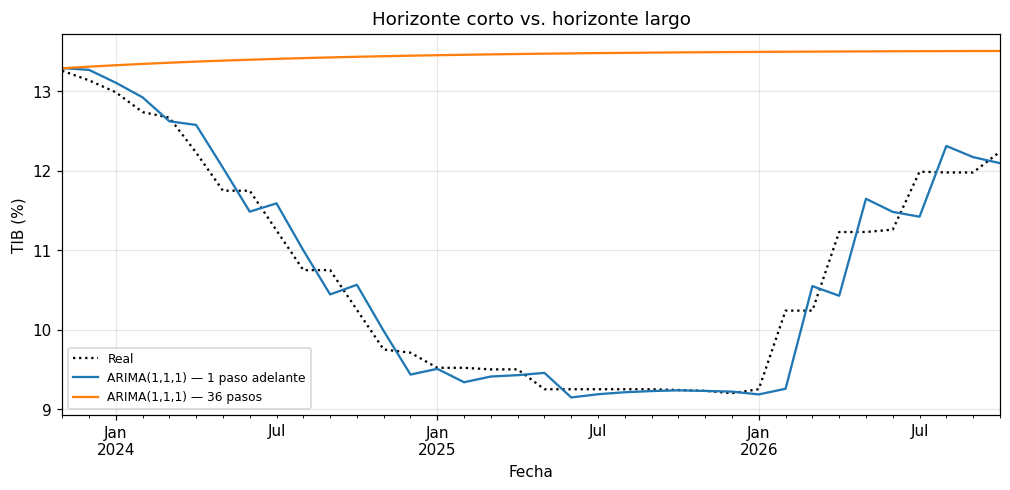 Horizonte corto vs. horizonte largo
TIB (%)
13
12
11
10
9
Real
ARIMA(1,1,1) — 1 paso adelante
ARIMA(1,1,1) — 36 pasos
Jan Jul Jan Jul Jan Jul
2024 2025 2026
Fecha